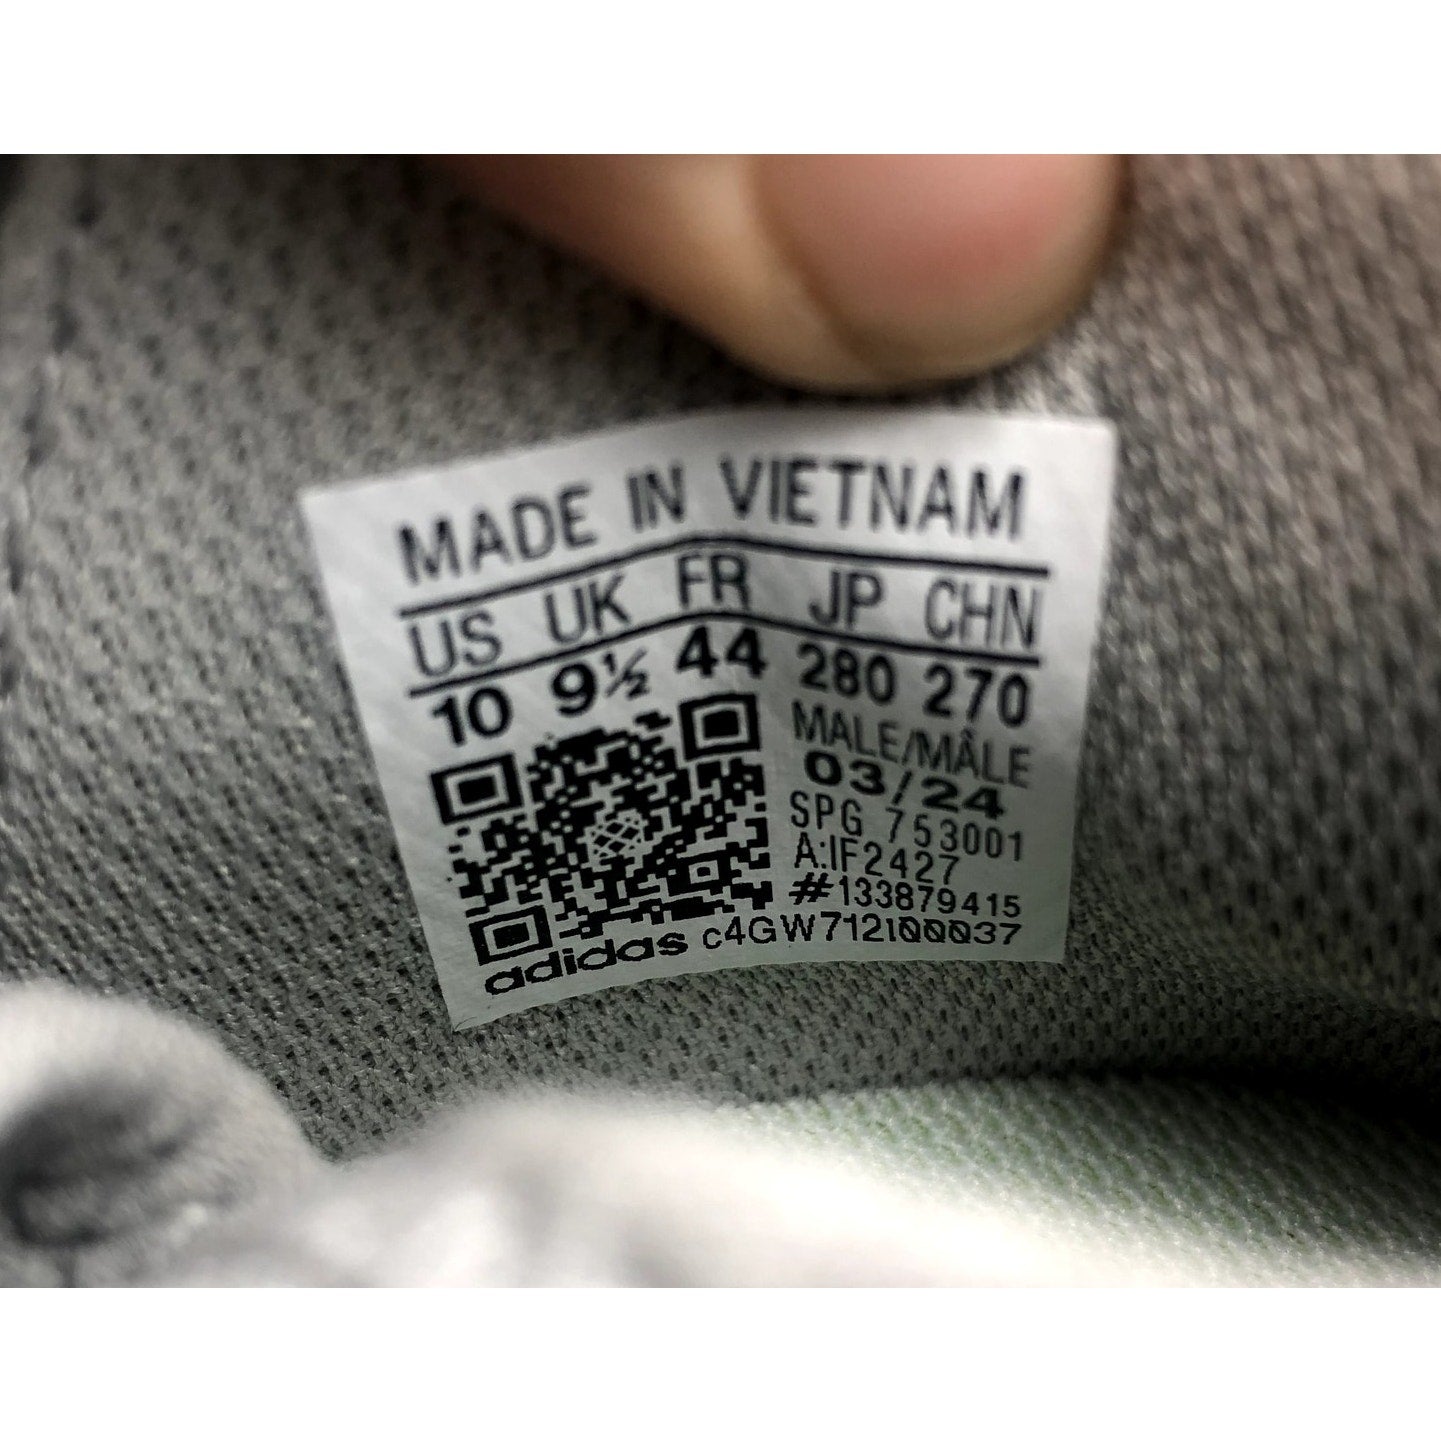 MADE IN VIETNAM
US UK FR JP CHN
10 9½ 44 280 270
MALE/MÂLE
03/24
SPG 753001
A:IF2427
#133879415
adidas c4GW712100037